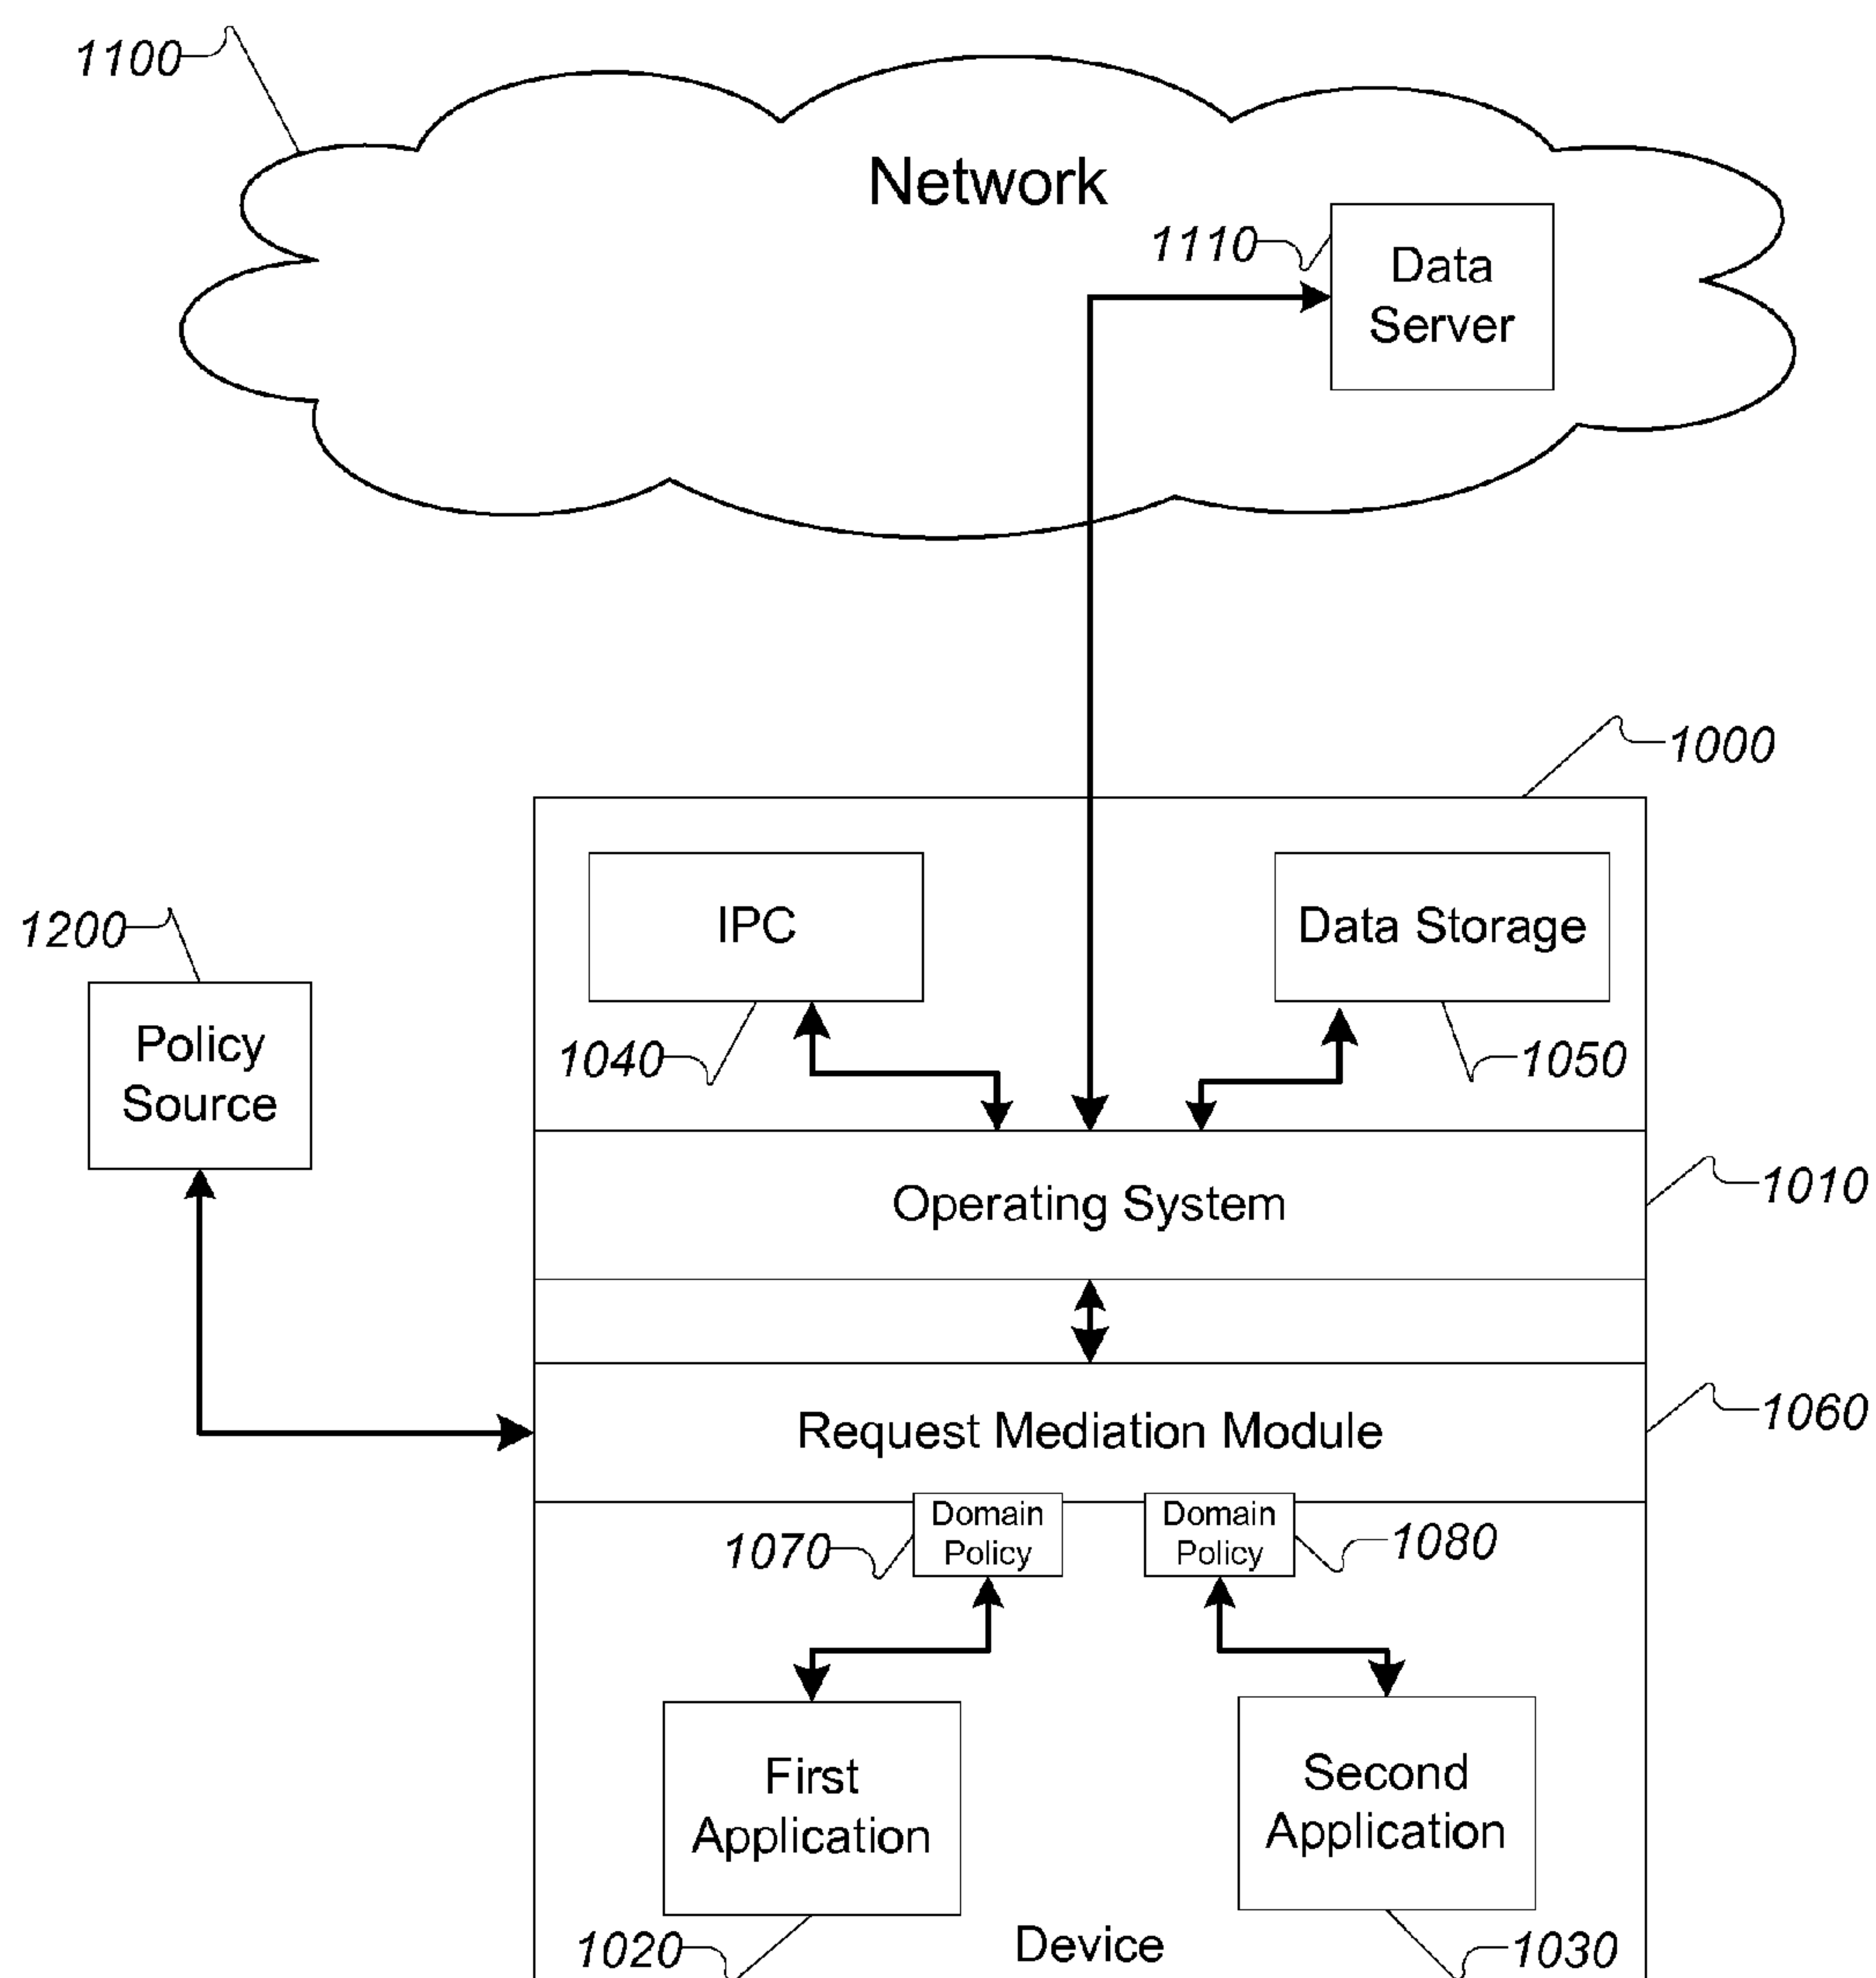 1100
Network
1110
Data
Server
1000
IPC
Data Storage
1200
Policy
Source
1040
1050
Operating System
1010
Request Mediation Module
1060
Domain
Policy
Domain
Policy
1070
1080
First
Application
Second
Application
1020
Device
1030